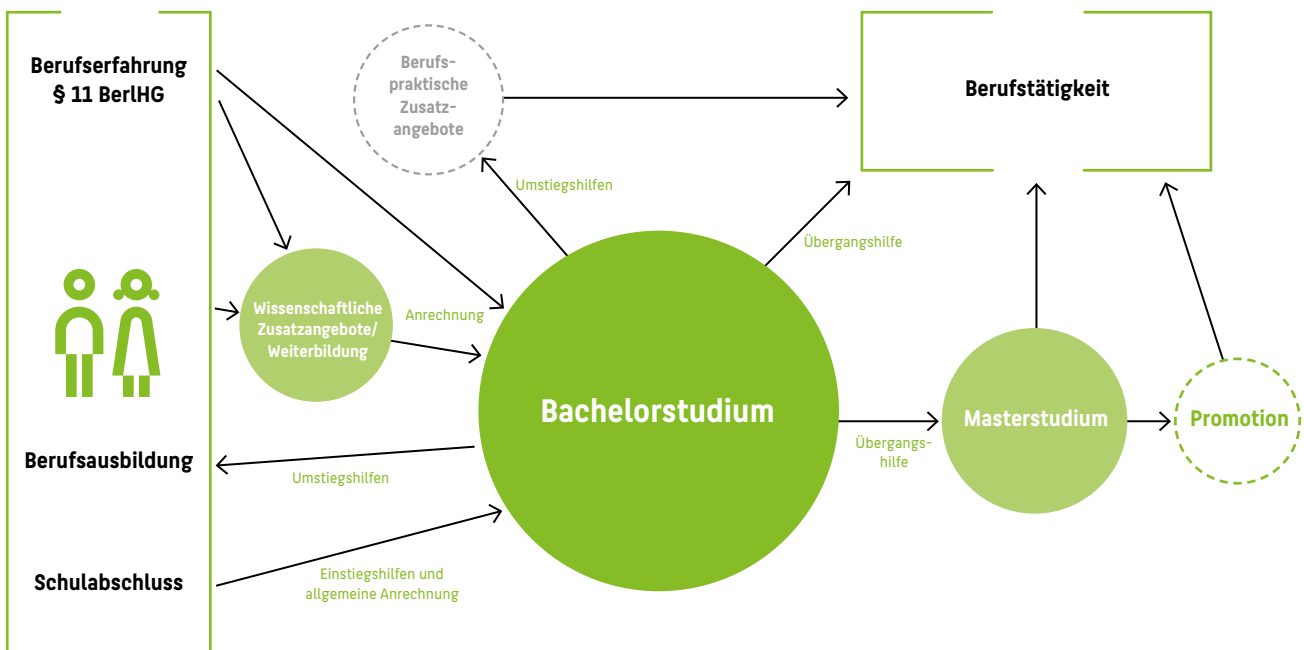 Berufserfahrung
§ 11 BerlHG
Berufs-
praktische
Zusatz-
angebote
Berufstätigkeit
Umstiegshilfen
Übergangshilfe
Wissenschaftliche
Zusatzangebote/
Weiterbildung
Anrechnung
Bachelorstudium
Masterstudium
Promotion
Übergangs-
hilfe
Berufsausbildung
Umstiegshilfen
Schulabschluss
Einstiegshilfen und
allgemeine Anrechnung